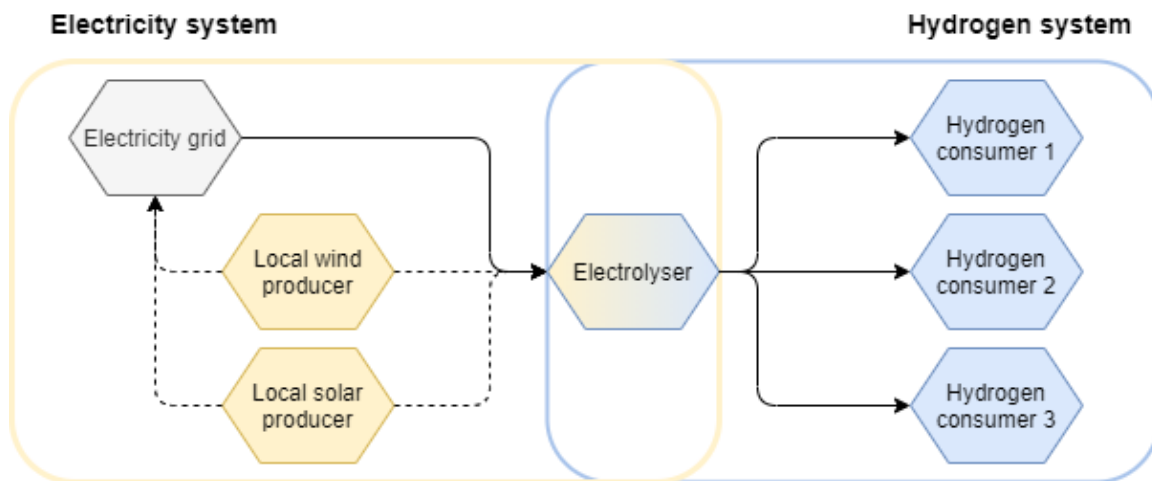 Electricity system
Hydrogen system
Electricity grid
Local wind
producer
Local solar
producer
Electrolyser
Hydrogen
consumer 1
Hydrogen
consumer 2
Hydrogen
consumer 3